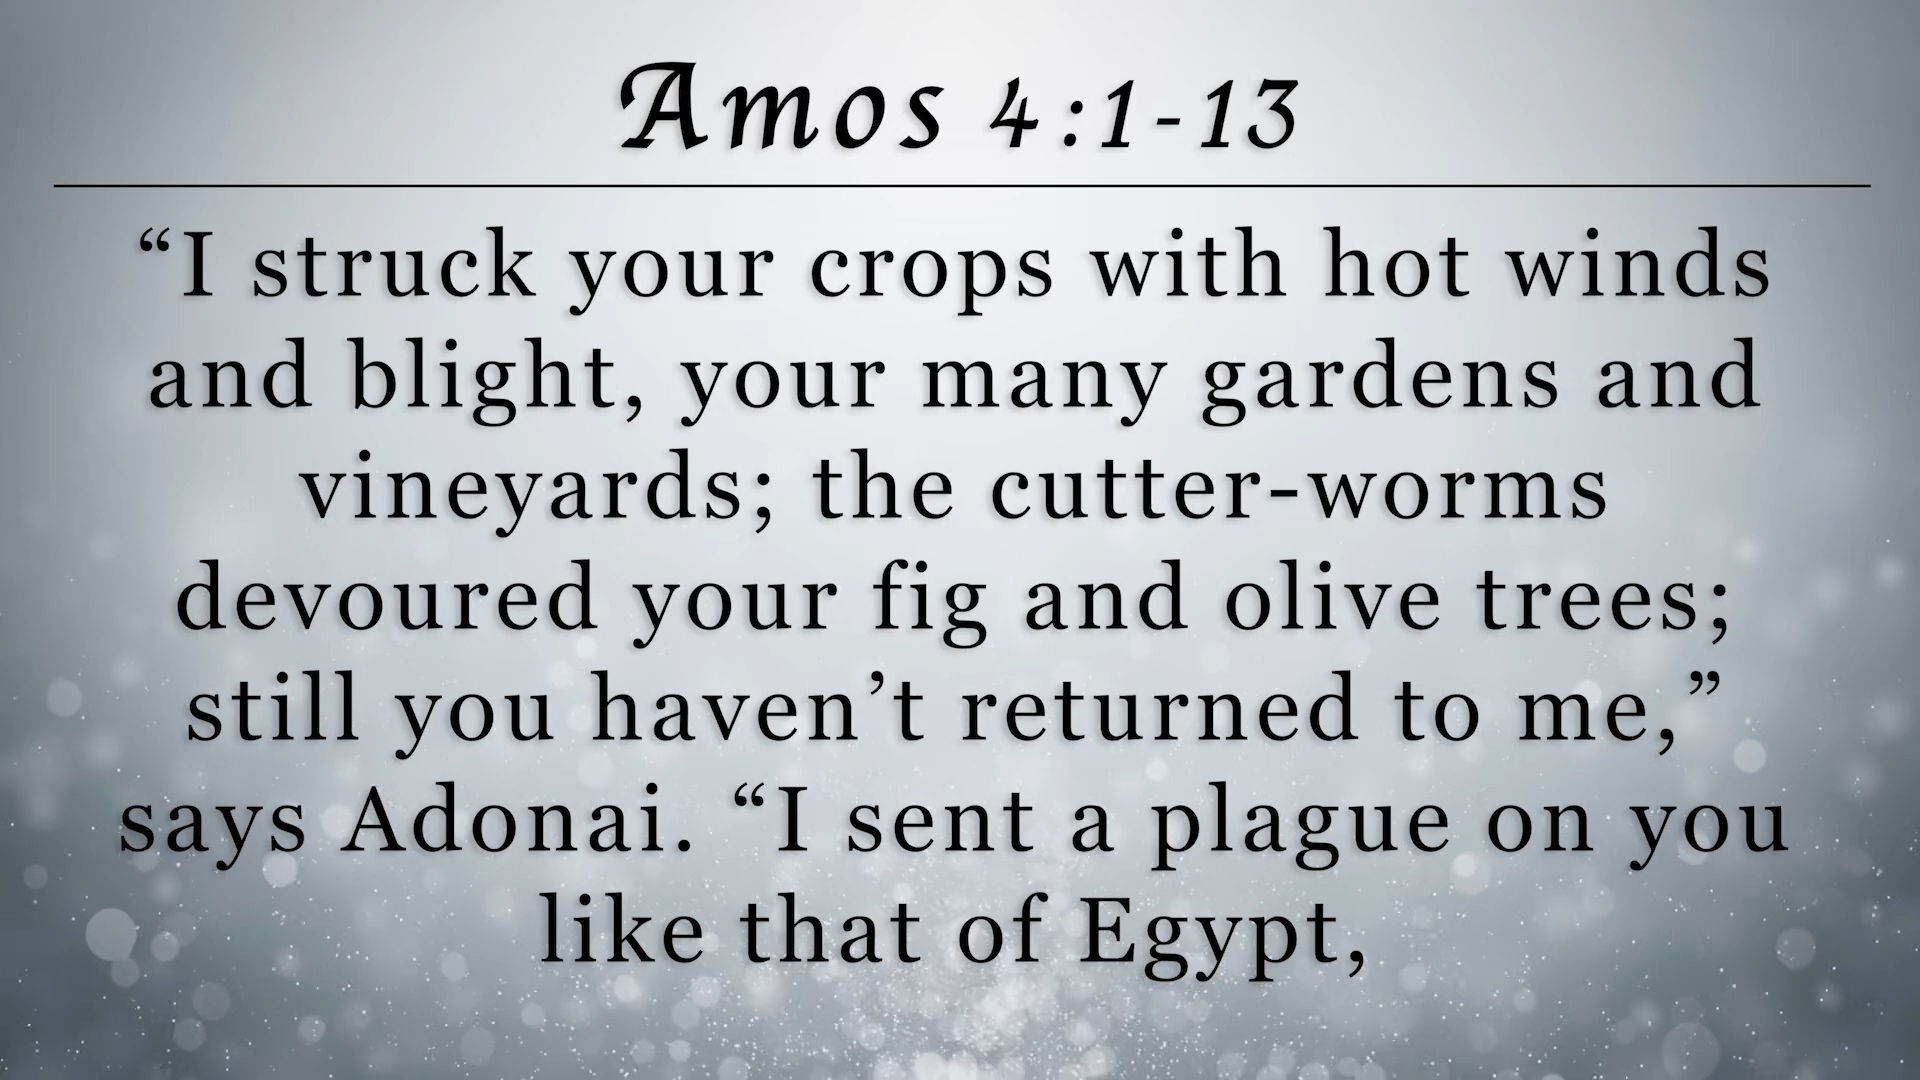 Amos 4:1-13
“I struck your crops with hot winds
and blight, your many gardens and
vineyards; the cutter-worms
devoured your fig and olive trees;
still you haven’t returned to me,”
says Adonai. “I sent a plague on you
like that of Egypt,